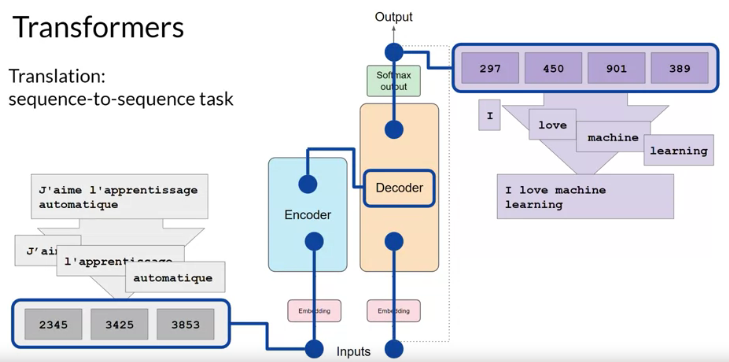 Transformers
Translation:
sequence-to-sequence task
Output
Softmax
output
297 450 901 389
I
love
machine
learning
I love machine
learning
Decoder
Encoder
J'aime l'apprentissage
automatique
l'apprentissage
automatique
Embedding
Embedding
2345 3425 3853
Inputs